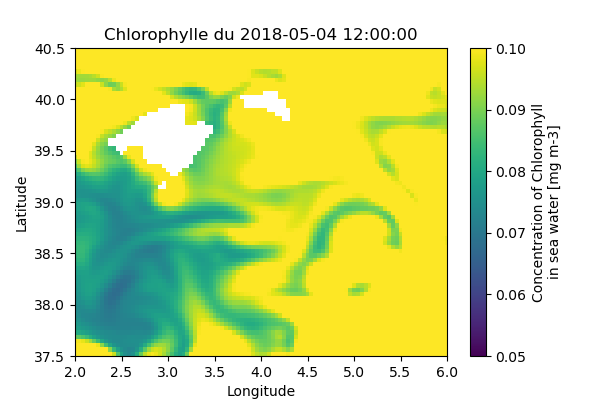 Chlorophylle du 2018-05-04 12:00:00
40.5
40.0
39.5
39.0
38.5
38.0
37.5
Latitude
2.0 2.5 3.0 3.5 4.0 4.5 5.0 5.5 6.0
Longitude
0.10
0.09
0.08
0.07
0.06
0.05
Concentration of Chlorophyll
in sea water [mg m-3]